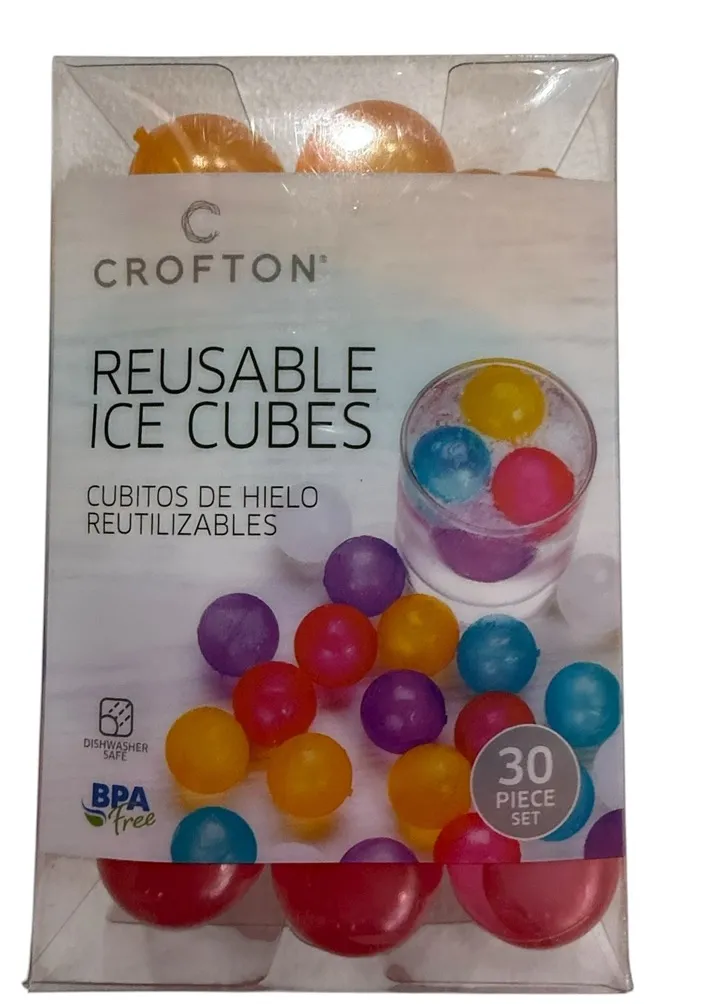 C
CROFTON®
REUSABLE
ICE CUBES
CUBITOS DE HIELO
REUTILIZABLES
DISHWASHER
SAFE
BPA
free
30
PIECE
SET